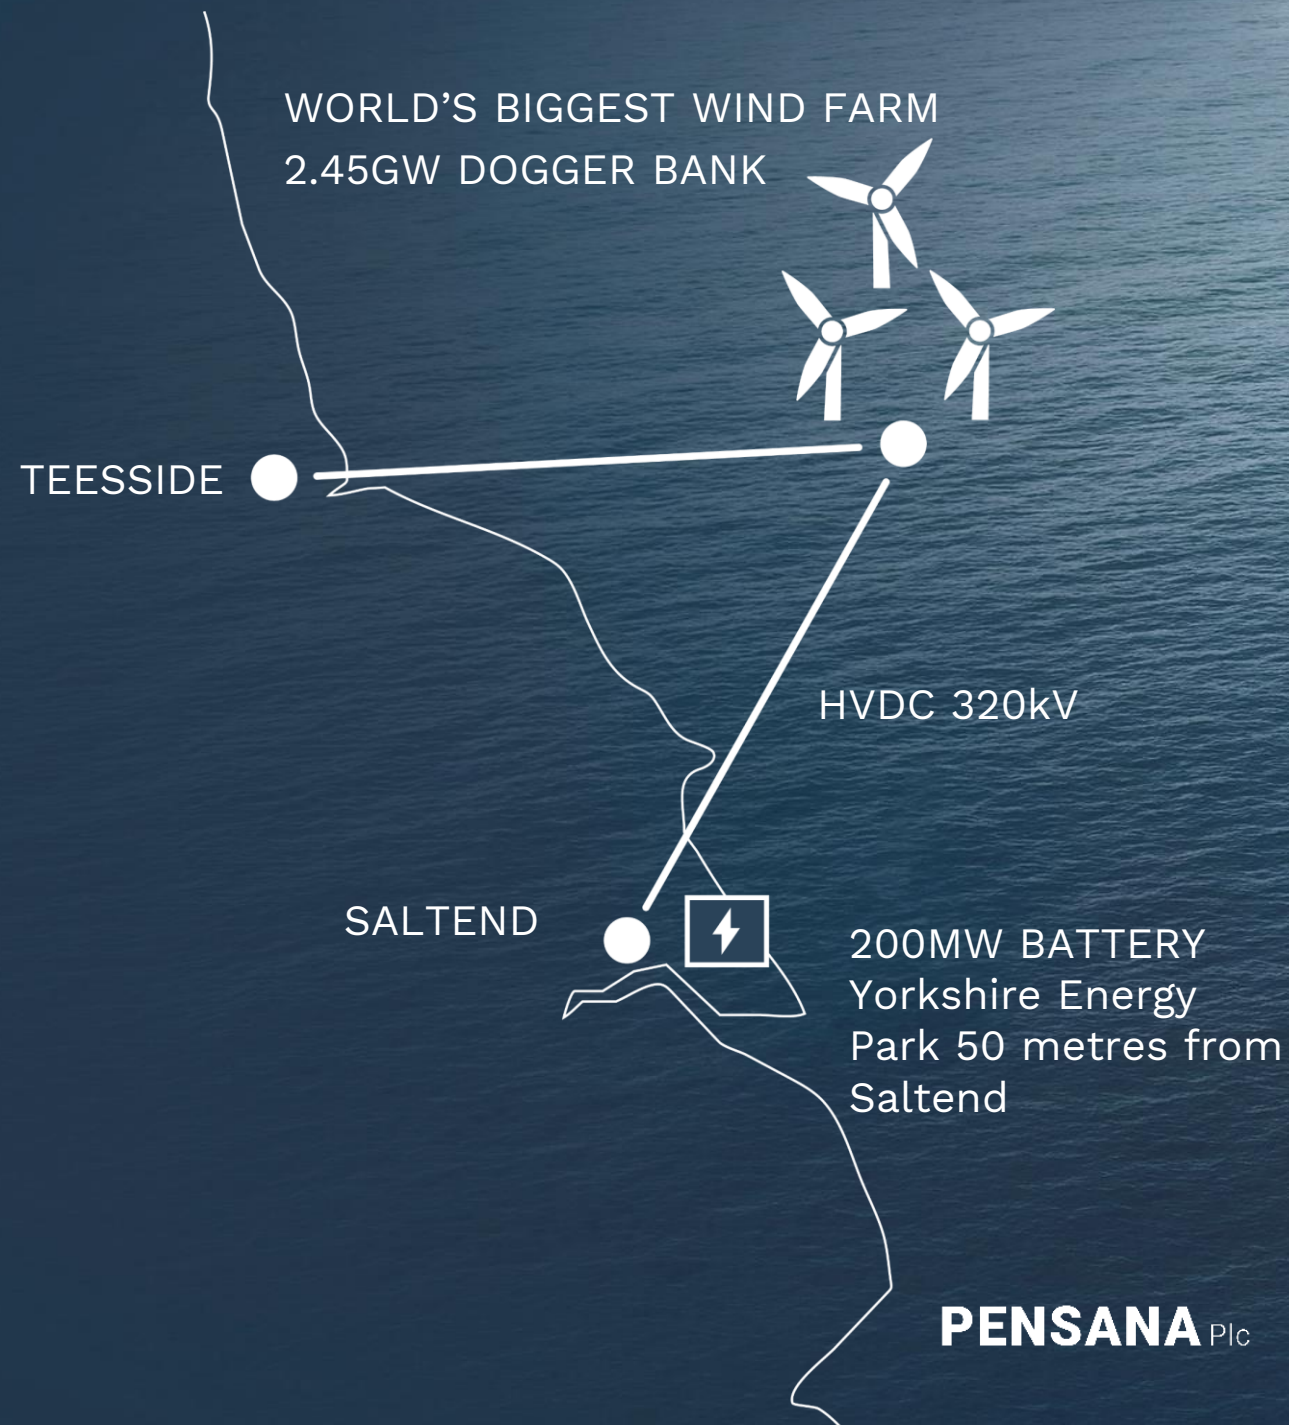 WORLD’S BIGGEST WIND FARM
2.45GW DOGGER BANK
TEESSIDE
HVDC 320kV
SALTEND
200MW BATTERY
Yorkshire Energy
Park 50 metres from
Saltend
PENSANA Plc